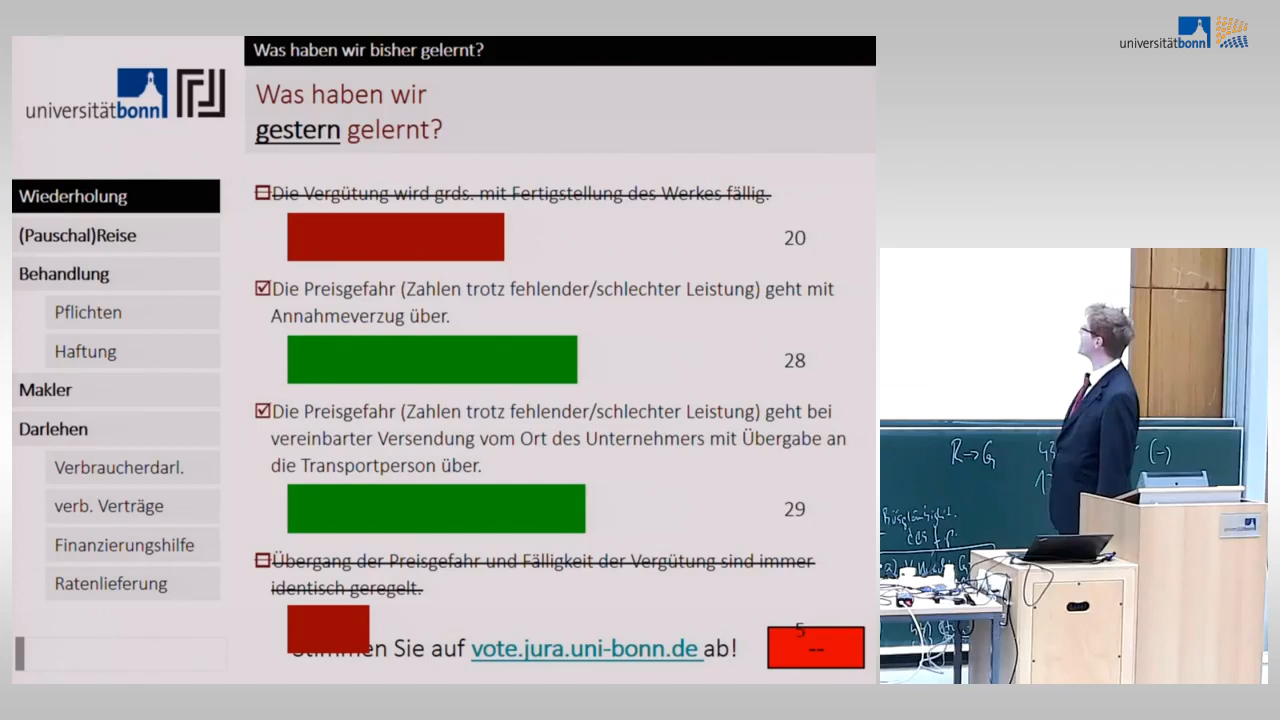 universitätbonn
Was haben wir bisher gelernt?
universitätbonn
Was haben wir
gestern gelernt?
Wiederholung
(Pauschal)Reise
Behandlung
Pflichten
Haftung
Makler
Darlehen
Verbraucherdarl.
verb. Verträge
Finanzierungshilfe
Ratenlieferung
Die Vergütung wird grds. mit Fertigstellung des Werkes fällig.
20
Die Preisgefahr (Zahlen trotz fehlender/schlechter Leistung) geht mit
Annahmeverzug über.
28
Die Preisgefahr (Zahlen trotz fehlender/schlechter Leistung) geht bei
vereinbarter Versendung vom Ort des Unternehmers mit Übergabe an
die Transportperson über.
29
Übergang der Preisgefahr und Fälligkeit der Vergütung sind immer
identisch geregelt.
5
Stimmen Sie auf vote.jura.uni-bonn.de ab!
--
R→G
(-)